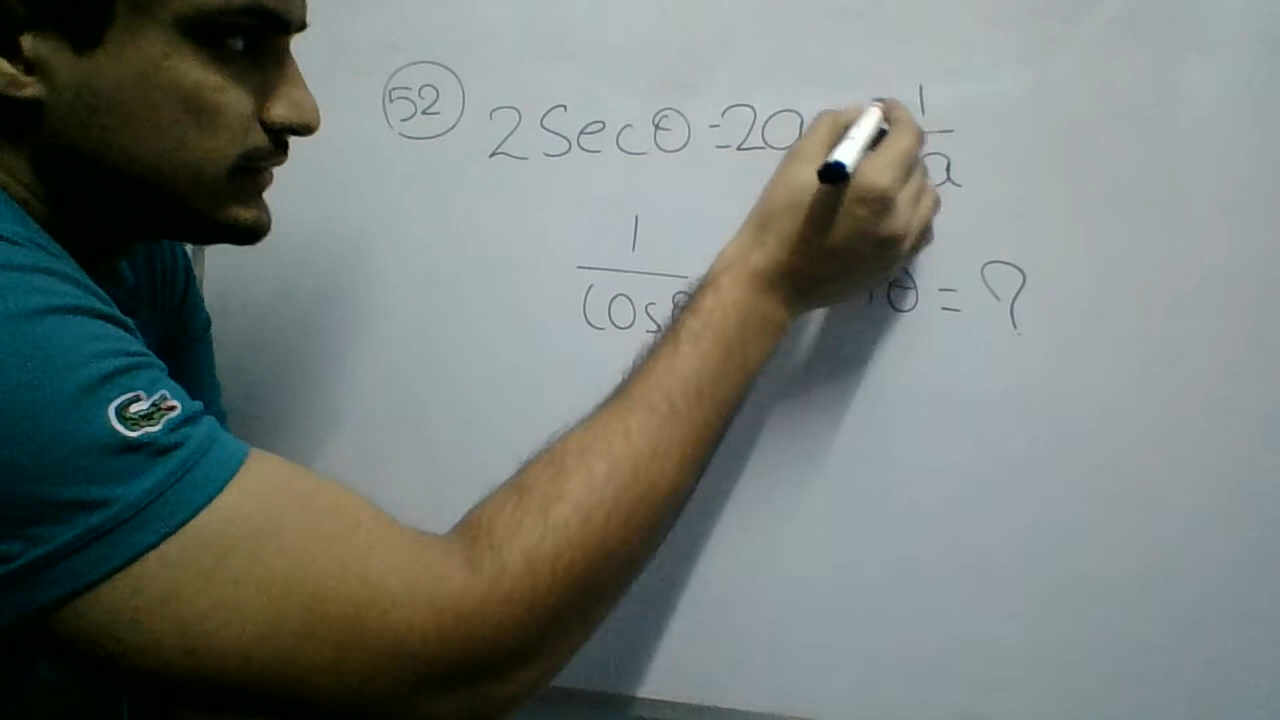 52 2Secθ = 2a 1/a
1/Cosθ θ = ?